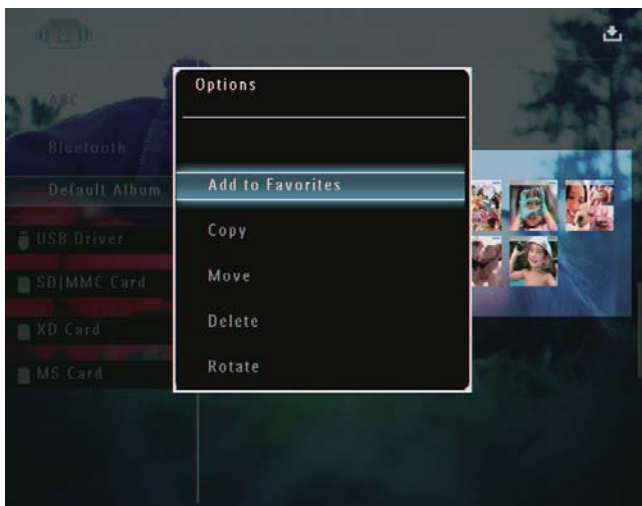 Options
Add to Favorites
Copy
Move
Delete
Rotate
ABC
Bluetooth
Default Album
USB Driver
SD|MMC Card
XD Card
MS Card